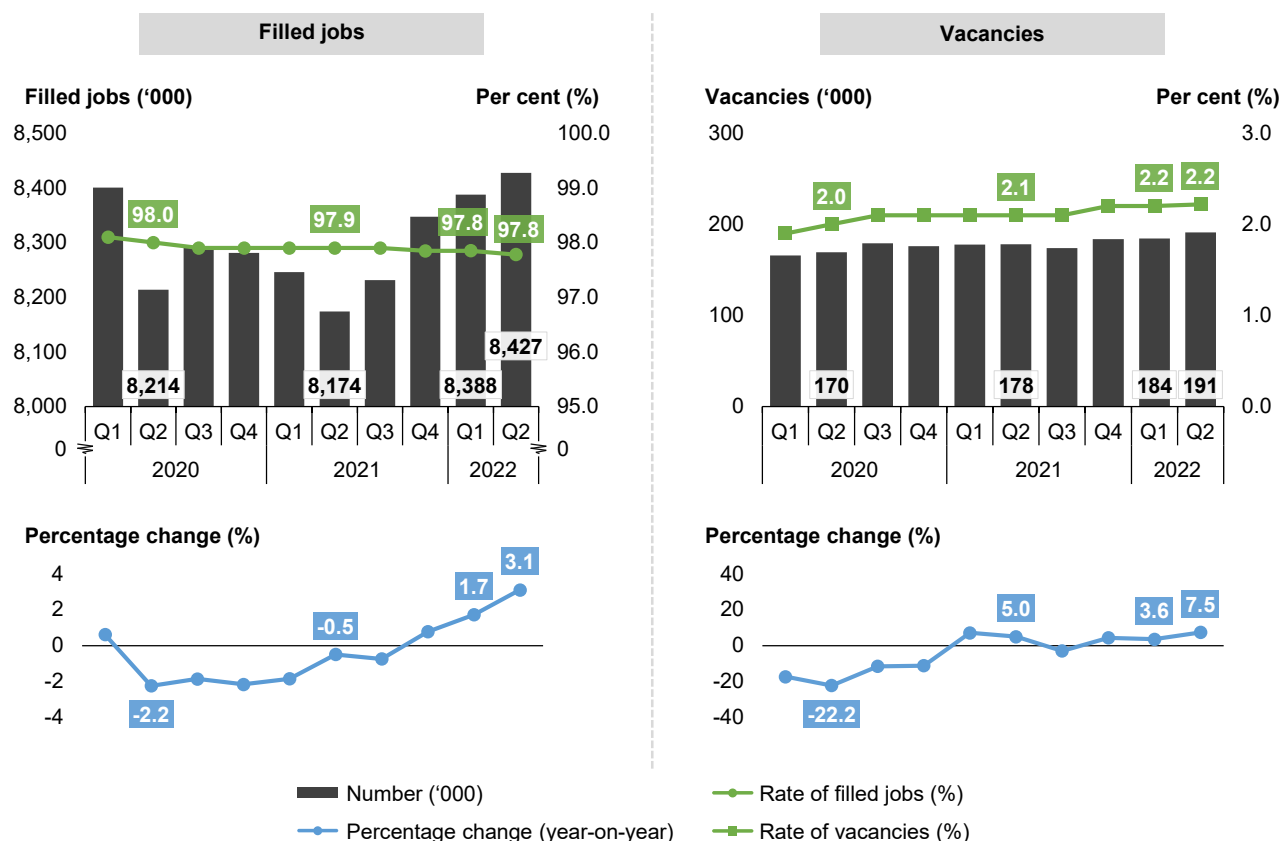 Filled jobs
Filled jobs (‘000) Per cent (%)
8,500 100.0
8,400 99.0
8,300 98.0
8,200 97.0
8,100 96.0
8,000 95.0
0 0
98.0 97.9 97.8 97.8
8,214 8,174 8,388 8,427
Q1 Q2 Q3 Q4 Q1 Q2 Q3 Q4 Q1 Q2
2020 2021 2022
Percentage change (%)
4
2
0
-2
-4
-2.2 -0.5 1.7 3.1
Vacancies
Vacancies (‘000) Per cent (%)
300 3.0
200 2.0
100 1.0
0 0.0
2.0 2.1 2.2 2.2
170 178 184 191
Q1 Q2 Q3 Q4 Q1 Q2 Q3 Q4 Q1 Q2
2020 2021 2022
Percentage change (%)
40
20
0
-20
-40
-22.2 5.0 3.6 7.5
Number (‘000)
Rate of filled jobs (%)
Percentage change (year-on-year)
Rate of vacancies (%)